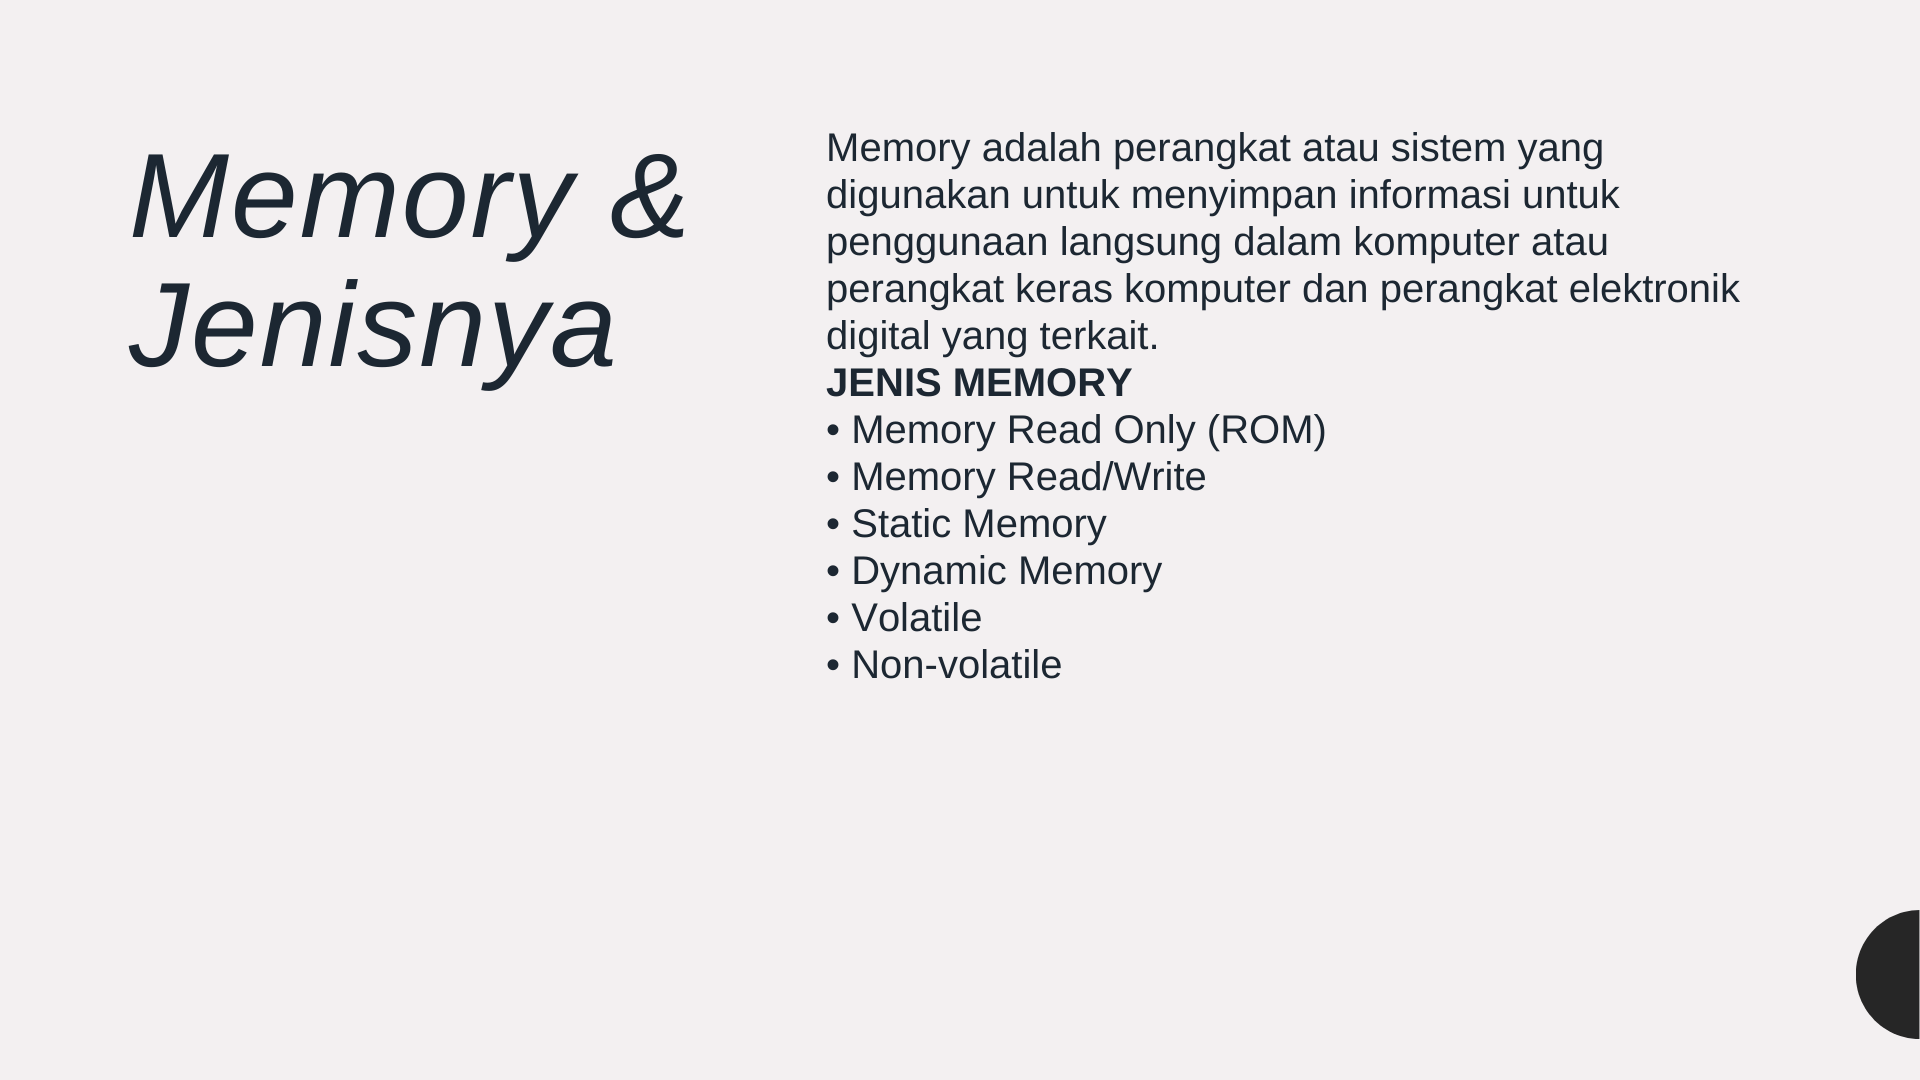 Memory &
Jenisnya
Memory adalah perangkat atau sistem yang
digunakan untuk menyimpan informasi untuk
penggunaan langsung dalam komputer atau
perangkat keras komputer dan perangkat elektronik
digital yang terkait.
JENIS MEMORY
• Memory Read Only (ROM)
• Memory Read/Write
• Static Memory
• Dynamic Memory
• Volatile
• Non-volatile